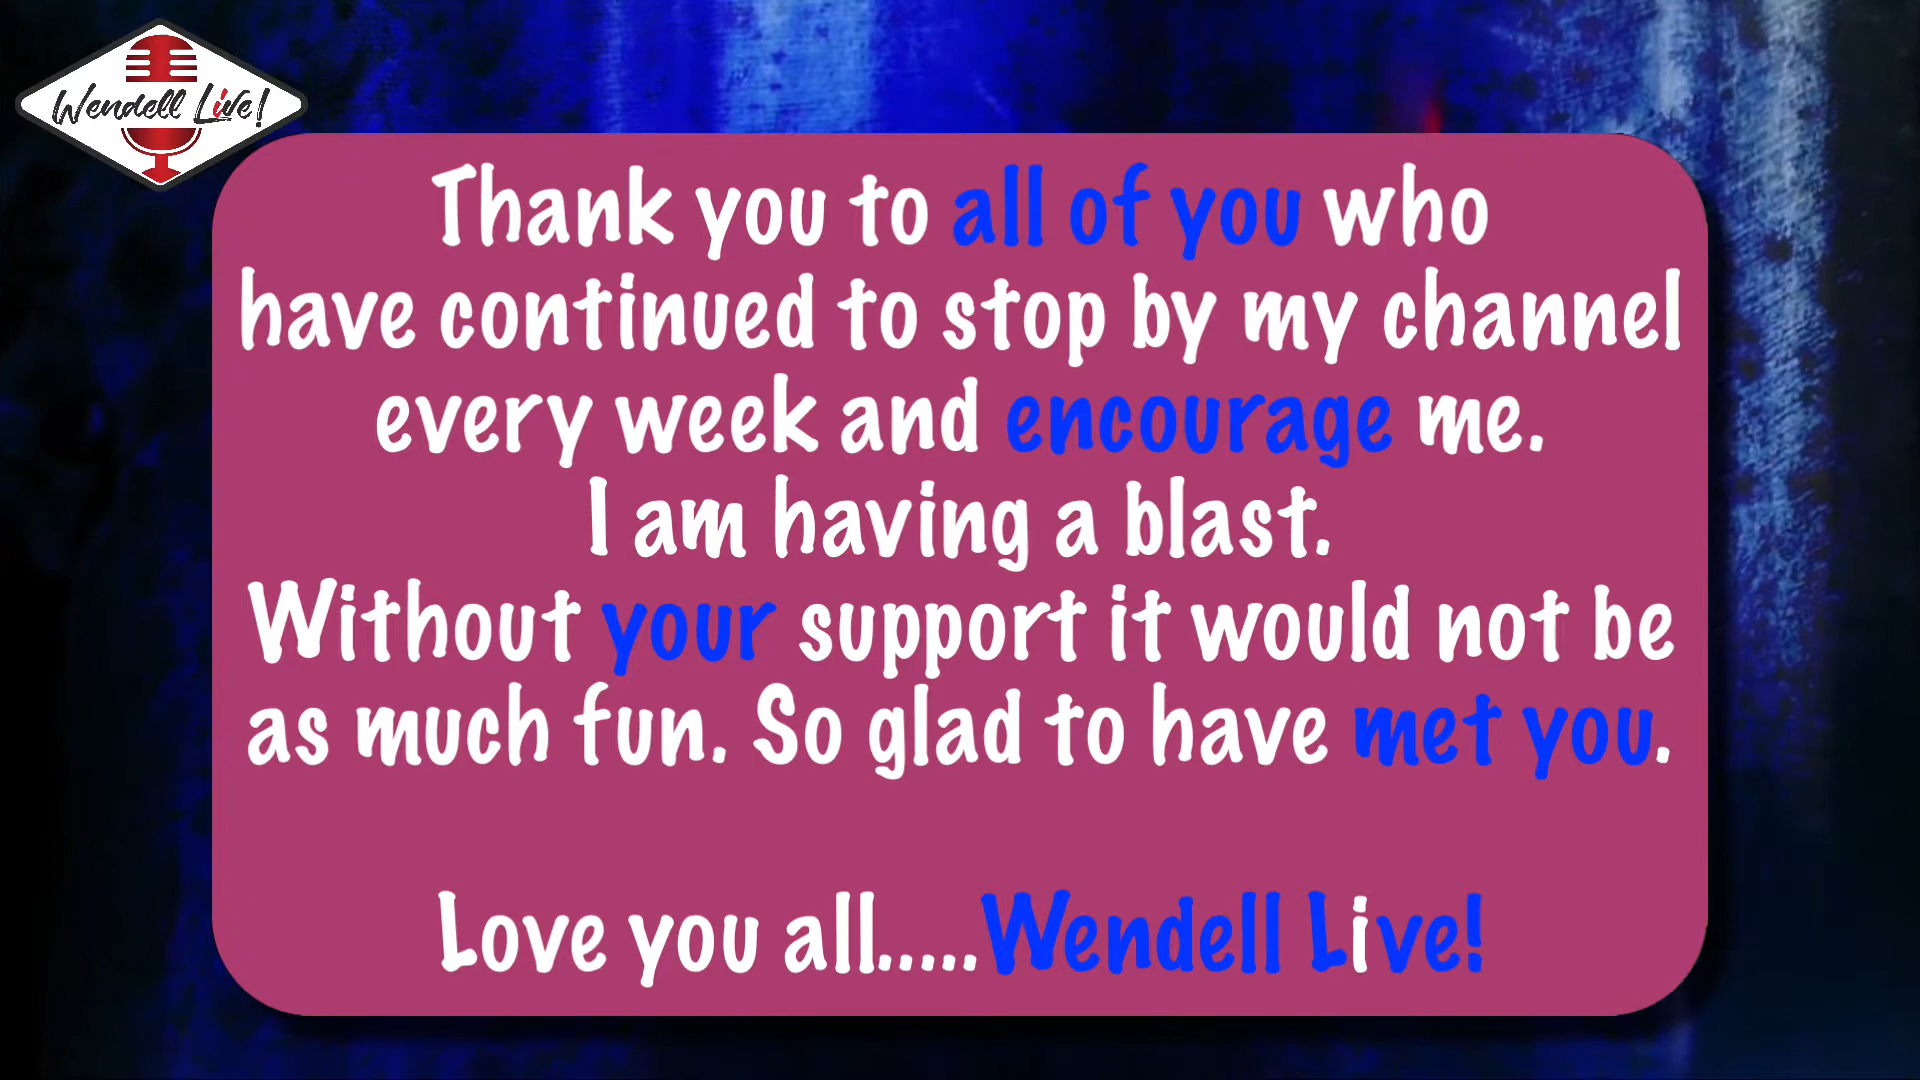 Wendell Live!
Thank you to all of you who
have continued to stop by my channel
every week and encourage me.
I am having a blast.
Without your support it would not be
as much fun. So glad to have met you.
Love you all.....Wendell Live!